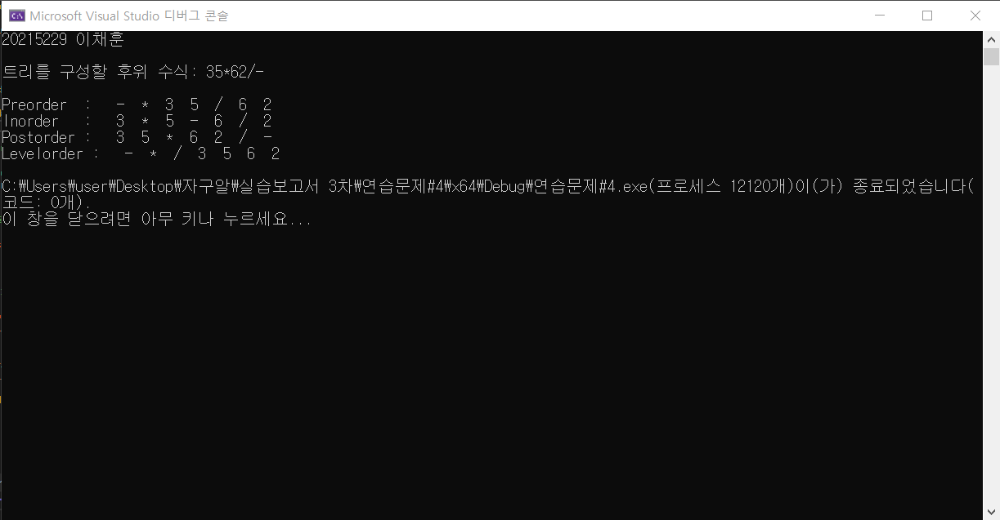 Microsoft Visual Studio 디버그 콘솔
20215229 이채훈
트리를 구성할 후위 수식: 35*62/-
Preorder  :   -  *  3  5  /  6  2
Inorder   :   3  *  5  -  6  /  2
Postorder :   3  5  *  6  2  /  -
Levelorder :   -  *  /  3  5  6  2
C:₩Users₩user₩Desktop₩자구알₩실습보고서 3차₩연습문제#4₩x64₩Debug₩연습문제#4.exe(프로세스 12120개)이(가) 종료되었습니다(
코드: 0개).
이 창을 닫으려면 아무 키나 누르세요...